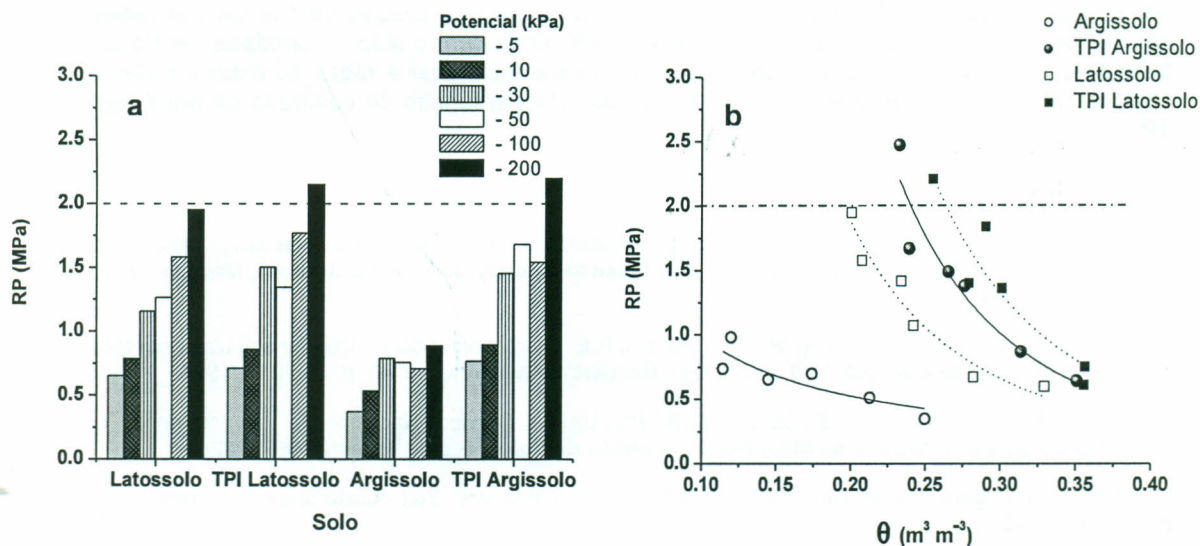 Potencial (kPa)
- 5
- 10
- 30
- 50
- 100
- 200
a
3.0
2.5
2.0
1.5
1.0
0.5
0.0
RP (MPa)
Latossolo TPI Latossolo Argissolo TPI Argissolo
Solo
Argissolo
TPI Argissolo
Latossolo
TPI Latossolo
b
3.0
2.5
2.0
1.5
1.0
0.5
0.0
RP (MPa)
0.10 0.15 0.20 0.25 0.30 0.35 0.40
θ (m³ m⁻³)